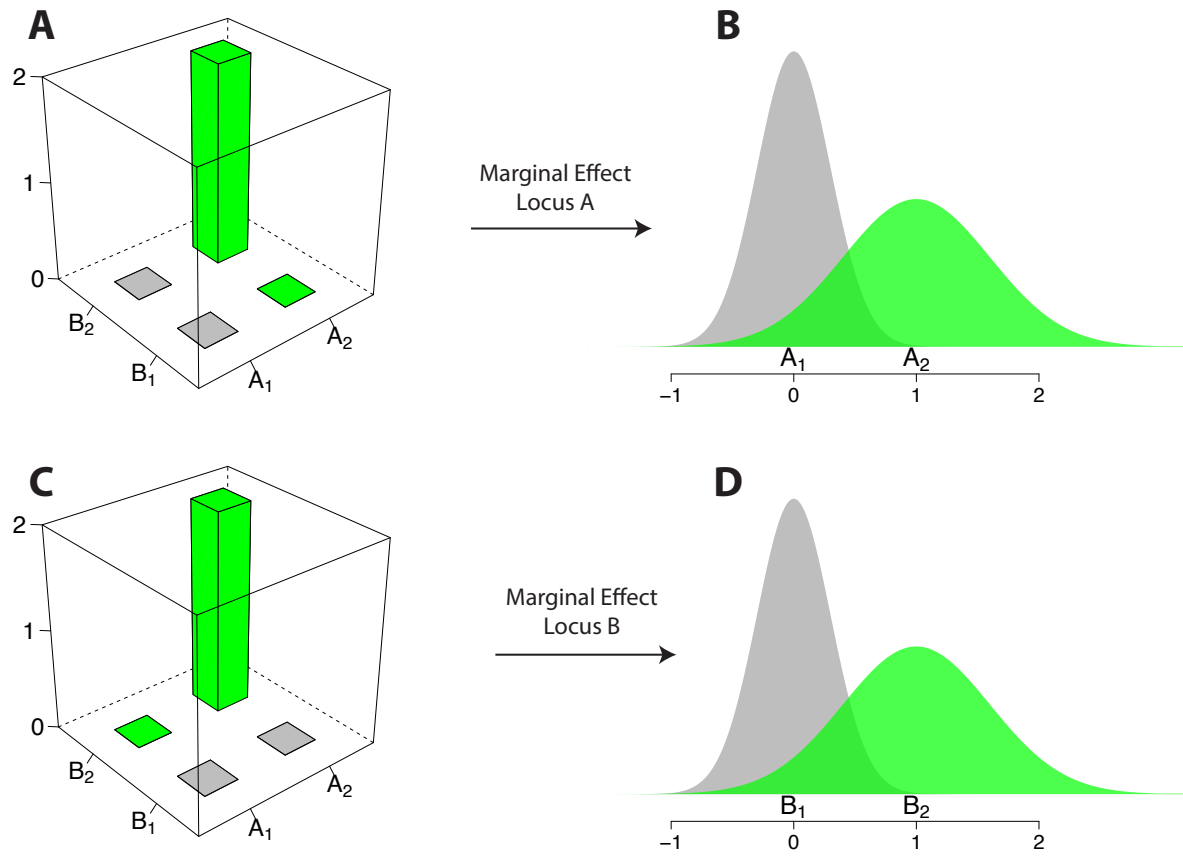 A
2
1
0
B₂
B₁
A₁
A₂
Marginal Effect
Locus A
B
A₁
A₂
−1
0
1
2
C
2
1
0
B₂
B₁
A₁
A₂
Marginal Effect
Locus B
D
B₁
B₂
−1
0
1
2